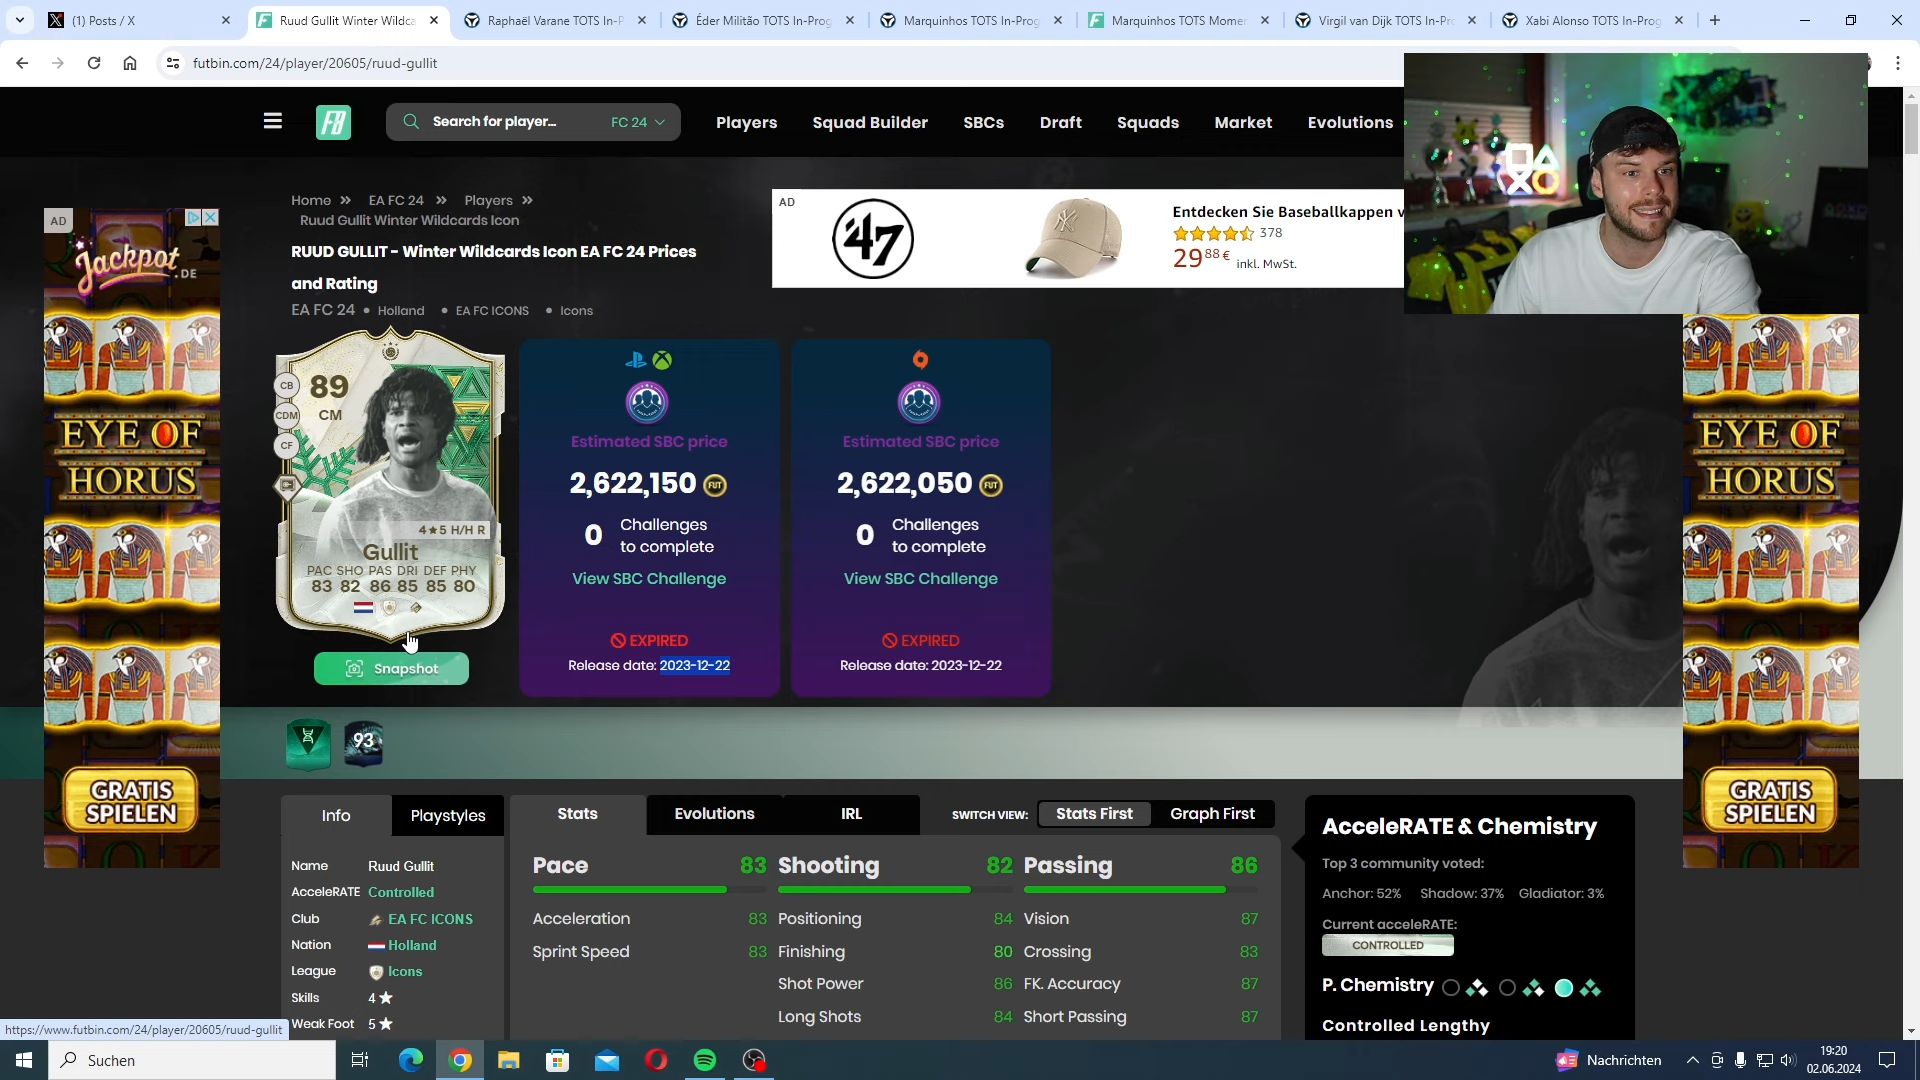 (1) Posts / X
Ruud Gullit Winter Wildca
Raphaël Varane TOTS In-P
Éder Militão TOTS In-Prog
Marquinhos TOTS In-Prog
Marquinhos TOTS Momer
Virgil van Dijk TOTS In-Pr
Xabi Alonso TOTS In-Prog
futbin.com/24/player/20605/ruud-gullit
FB
Search for player...
FC 24
Players
Squad Builder
SBCs
Draft
Squads
Market
Evolutions
Home
EA FC 24
Players
Ruud Gullit Winter Wildcards Icon
RUUD GULLIT - Winter Wildcards Icon EA FC 24 Prices
and Rating
EA FC 24 • Holland • EA FC ICONS • Icons
AD
'47
NY
Entdecken Sie Baseballkappen v
378
29 88 € inkl. MwSt.
AD
Jackpot.DE
EYE OF
HORUS
GRATIS
SPIELEN
EYE OF
HORUS
GRATIS
SPIELEN
CB
CDM
CF
89
CM
4★5 H/H R
Gullit
PAC SHO PAS DRI DEF PHY
83 82 86 85 85 80
Snapshot
Estimated SBC price
2,622,150 FUT
0 Challenges
to complete
View SBC Challenge
EXPIRED
Release date: 2023-12-22
Estimated SBC price
2,622,050 FUT
0 Challenges
to complete
View SBC Challenge
EXPIRED
Release date: 2023-12-22
93
Info
Playstyles
Name Ruud Gullit
AcceleRATE Controlled
Club EA FC ICONS
Nation Holland
League Icons
Skills 4 ★
Weak Foot 5 ★
Stats
Evolutions
IRL
SWITCH VIEW:
Stats First
Graph First
Pace 83
Acceleration 83
Sprint Speed 83
Shooting 82
Positioning 84
Finishing 80
Shot Power 86
Long Shots 84
Passing 86
Vision 87
Crossing 83
FK. Accuracy 87
Short Passing 87
AcceleRATE & Chemistry
Top 3 community voted:
Anchor: 52% Shadow: 37% Gladiator: 3%
Current acceleRATE:
CONTROLLED
P. Chemistry
Controlled Lengthy
https://www.futbin.com/24/player/20605/ruud-gullit
Suchen
Nachrichten
19:20
02.06.2024